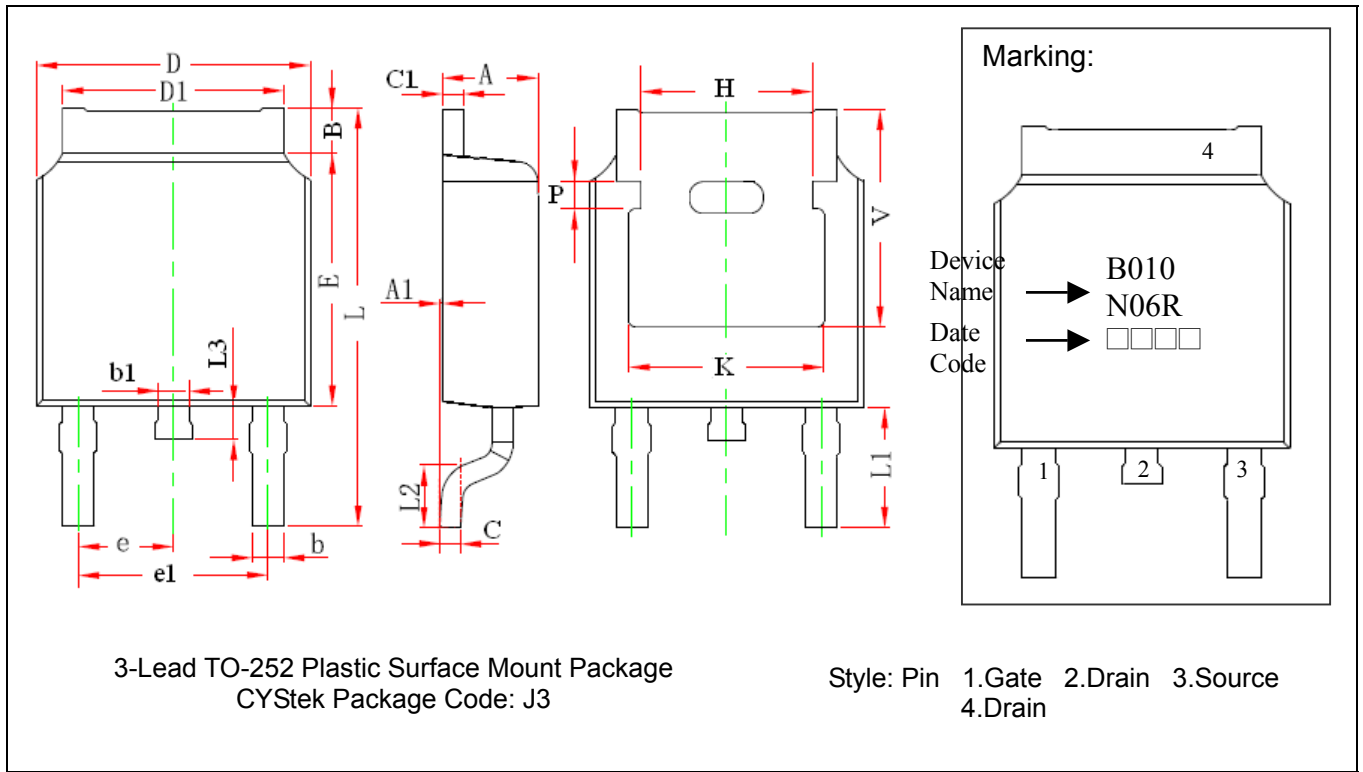 D
D1
B
E
L
L3
b1
e
e1
b
C1
A
A1
L2
C
H
P
V
K
L1
Marking:
4
Device
Name
B010
N06R
Date
Code
□□□□
1
2
3
3-Lead TO-252 Plastic Surface Mount Package
CYStek Package Code: J3
Style: Pin 1.Gate 2.Drain 3.Source
4.Drain